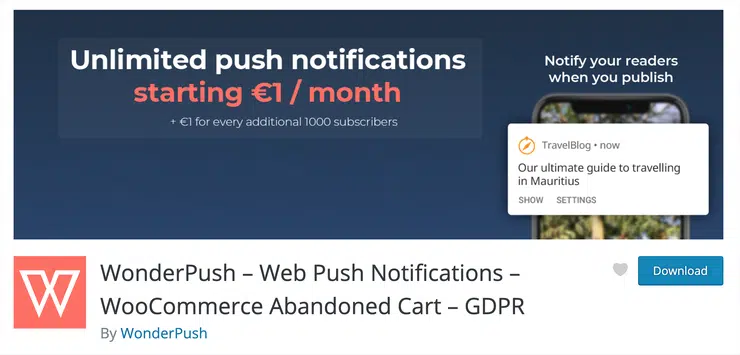 Unlimited push notifications
starting €1 / month
+ €1 for every additional 1000 subscribers
Notify your readers
when you publish
TravelBlog • now
Our ultimate guide to travelling
in Mauritius
SHOW SETTINGS
W
WonderPush – Web Push Notifications –
WooCommerce Abandoned Cart – GDPR
By WonderPush
Download